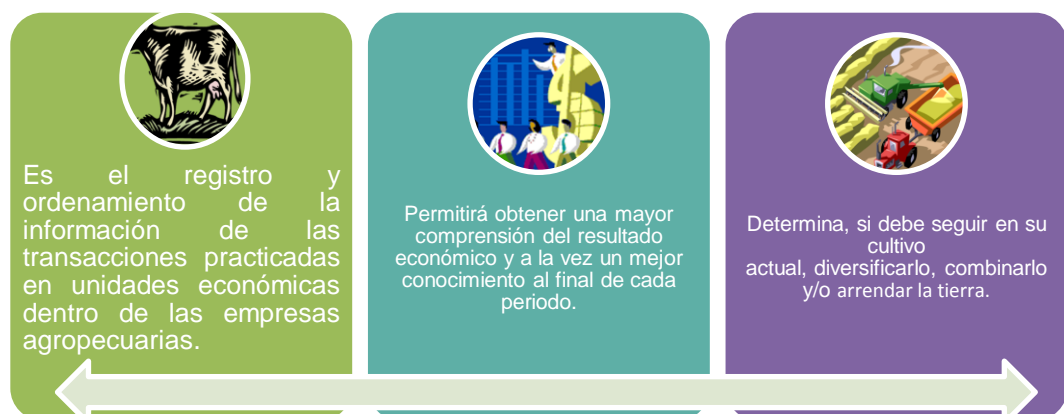 Es el registro y
ordenamiento de la
información de las
transacciones practicadas
en unidades económicas
dentro de las empresas
agropecuarias.
Permitirá obtener una mayor
comprensión del resultado
económico y a la vez un mejor
conocimiento al final de cada
periodo.
Determina, si debe seguir en su
cultivo
actual, diversificarlo, combinarlo
y/o arrendar la tierra.